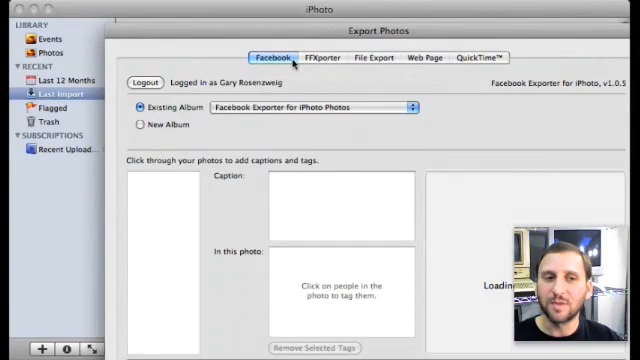 iPhoto
LIBRARY
Events
Photos
RECENT
Last 12 Months
Last Import
Flagged
Trash
SUBSCRIPTIONS
Recent Upload...
Export Photos
Facebook
FFXporter
File Export
Web Page
QuickTime™
Logout
Logged in as Gary Rosenzweig
Facebook Exporter for iPhoto, v1.0.5
Existing Album
Facebook Exporter for iPhoto Photos
New Album
Click through your photos to add captions and tags.
Caption:
In this photo:
Click on people in the
photo to tag them.
Loading
Remove Selected Tags